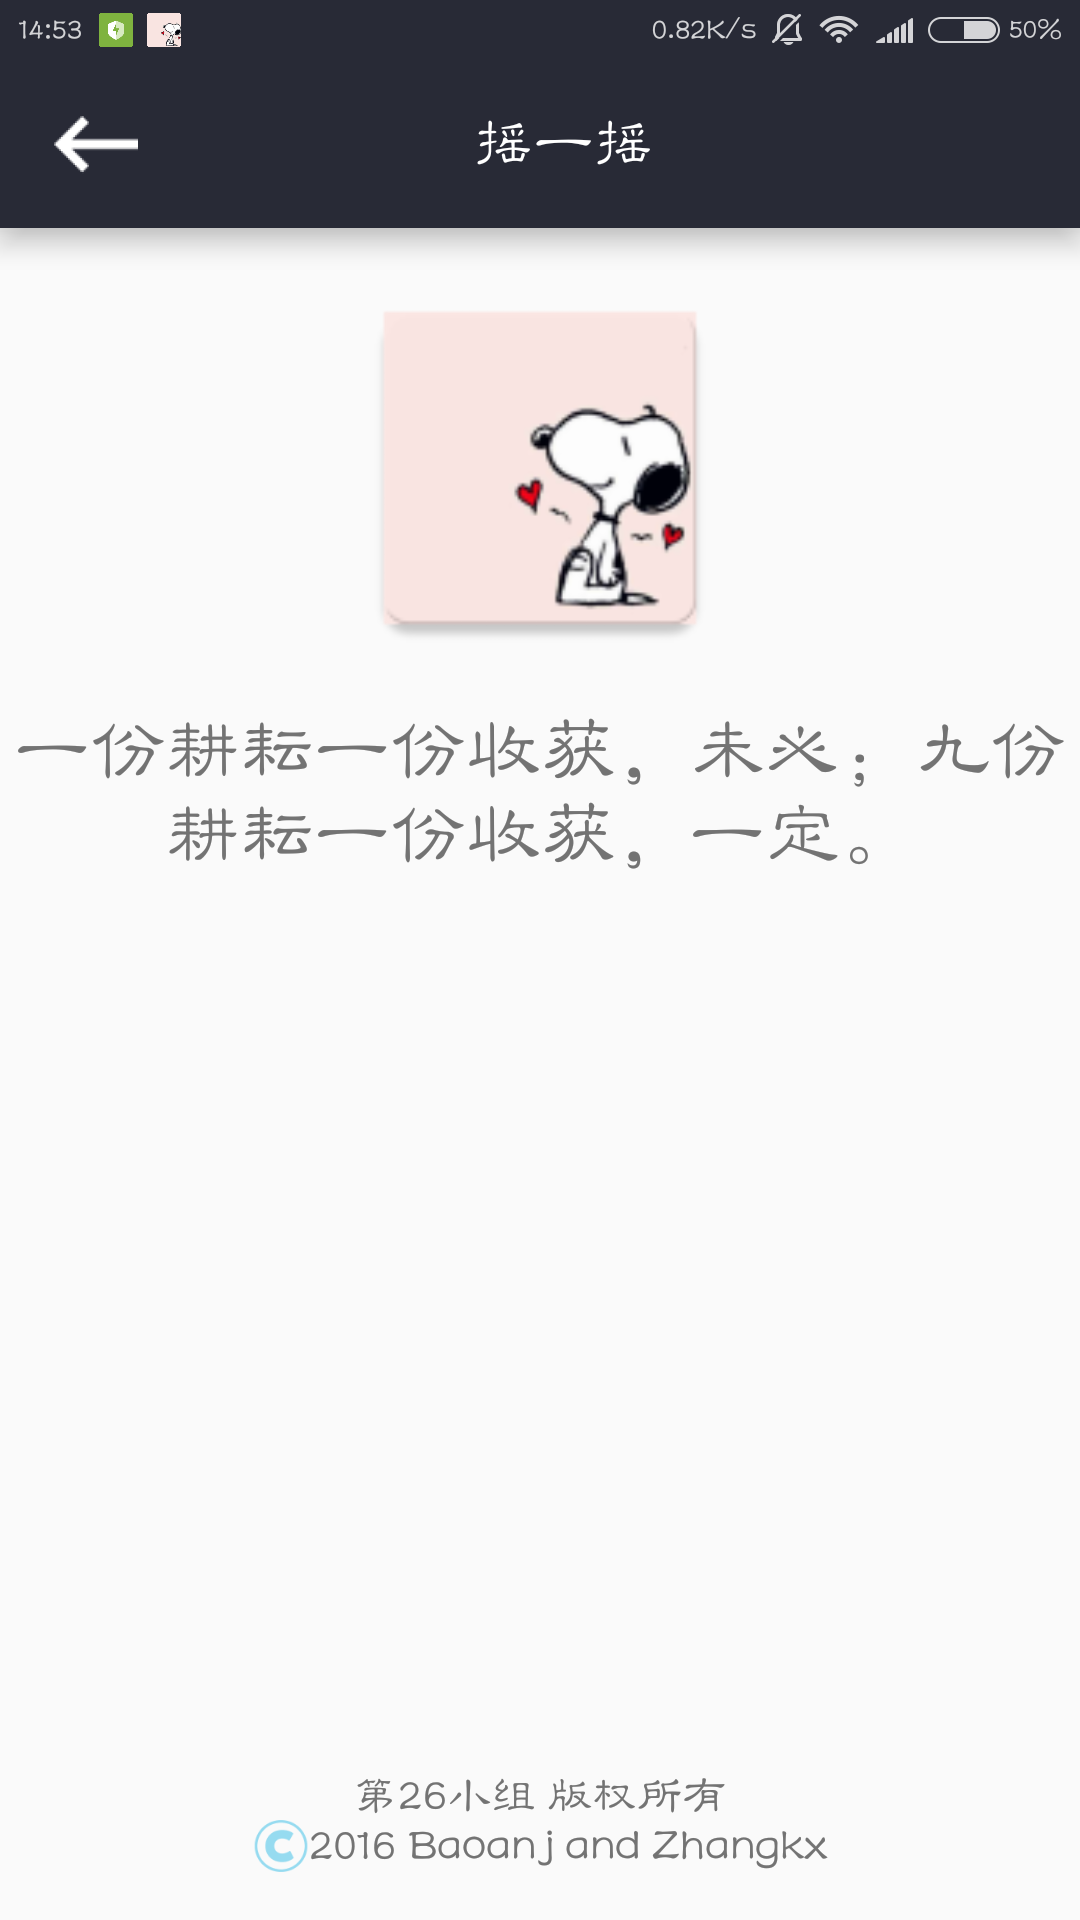 14:53 0.82K/s 50%
摇一摇
一份耕耘一份收获，未必；九份
耕耘一份收获，一定。
第26小组 版权所有
©2016 Baoanj and Zhangkx